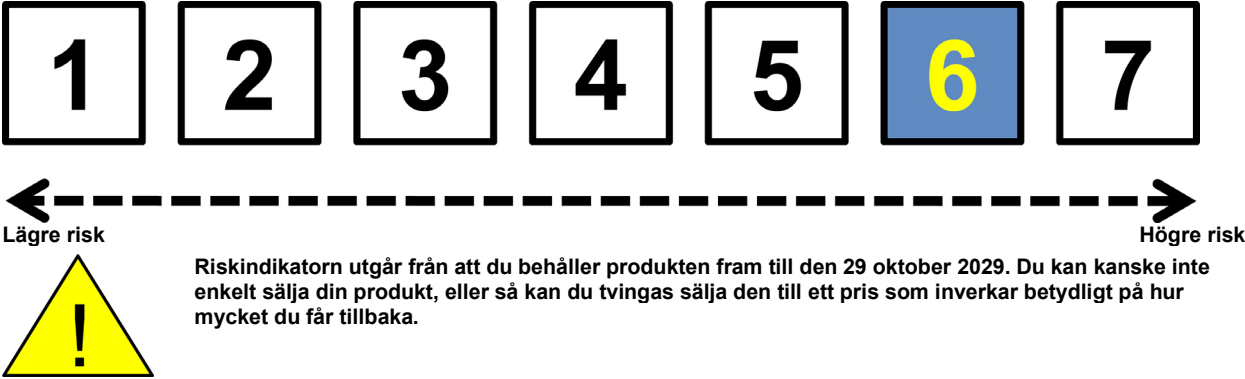 1 2 3 4 5 6 7
Lägre risk Högre risk
Riskindikatorn utgår från att du behåller produkten fram till den 29 oktober 2029. Du kan kanske inte
enkelt sälja din produkt, eller så kan du tvingas sälja den till ett pris som inverkar betydligt på hur
mycket du får tillbaka.
!